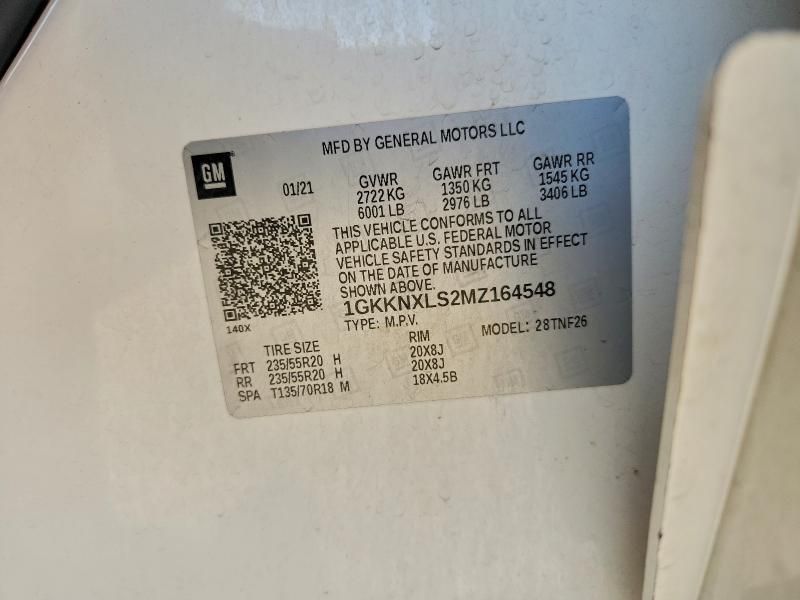 MFD BY GENERAL MOTORS LLC
GM
01/21 GVWR GAWR FRT GAWR RR
2722 KG 1350 KG 1545 KG
6001 LB 2976 LB 3406 LB
THIS VEHICLE CONFORMS TO ALL
APPLICABLE U.S. FEDERAL MOTOR
VEHICLE SAFETY STANDARDS IN EFFECT
ON THE DATE OF MANUFACTURE
SHOWN ABOVE.
1GKKNXLS2MZ164548
140X TYPE: M.P.V. MODEL: 28TNF26
TIRE SIZE RIM
FRT 235/55R20 H 20X8J
RR 235/55R20 H 20X8J
SPA T135/70R18 M 18X4.5B